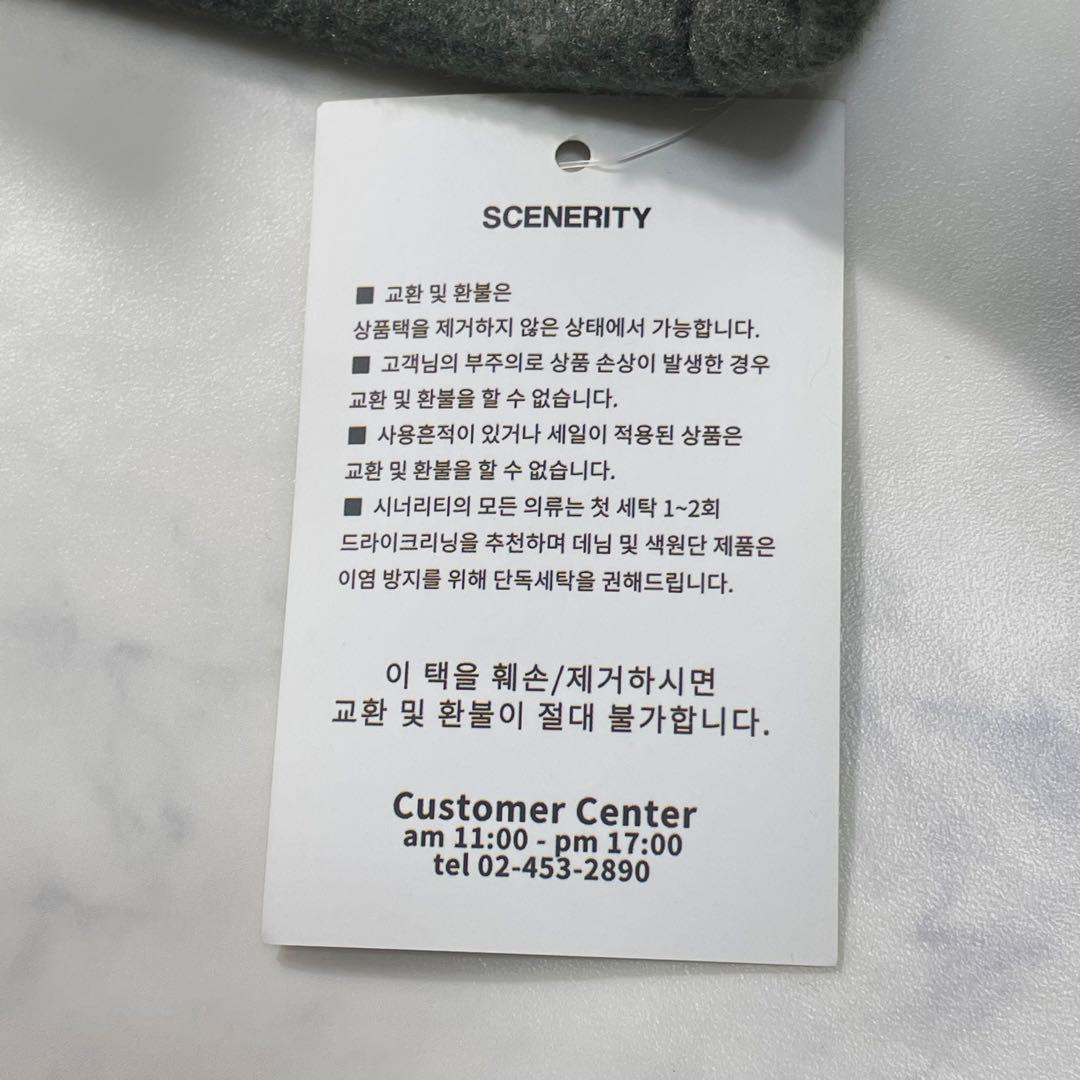 SCENERITY
■ 교환 및 환불은
상품택을 제거하지 않은 상태에서 가능합니다.
■ 고객님의 부주의로 상품 손상이 발생한 경우
교환 및 환불을 할 수 없습니다.
■ 사용흔적이 있거나 세일이 적용된 상품은
교환 및 환불을 할 수 없습니다.
■ 시너리티의 모든 의류는 첫 세탁 1~2회
드라이크리닝을 추천하며 데님 및 색원단 제품은
이염 방지를 위해 단독세탁을 권해드립니다.
이 택을 훼손/제거하시면
교환 및 환불이 절대 불가합니다.
Customer Center
am 11:00 - pm 17:00
tel 02-453-2890